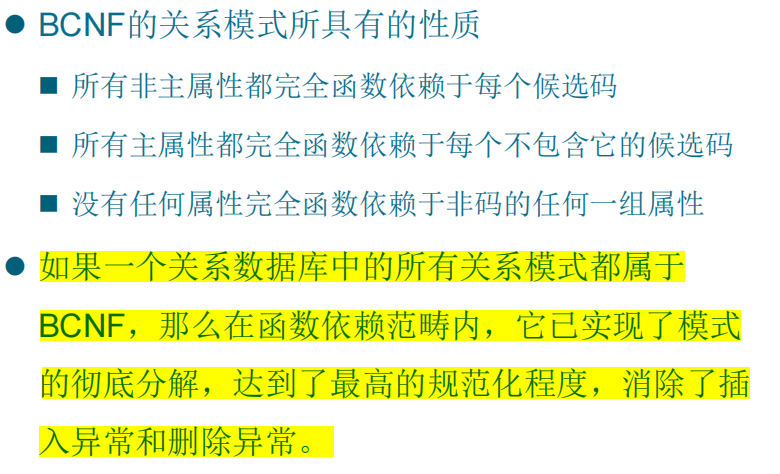 ● BCNF的关系模式所具有的性质
■ 所有非主属性都完全函数依赖于每个候选码
■ 所有主属性都完全函数依赖于每个不包含它的候选码
■ 没有任何属性完全函数依赖于非码的任何一组属性
● 如果一个关系数据库中的所有关系模式都属于
BCNF，那么在函数依赖范畴内，它已实现了模式
的彻底分解，达到了最高的规范化程度，消除了插
入异常和删除异常。